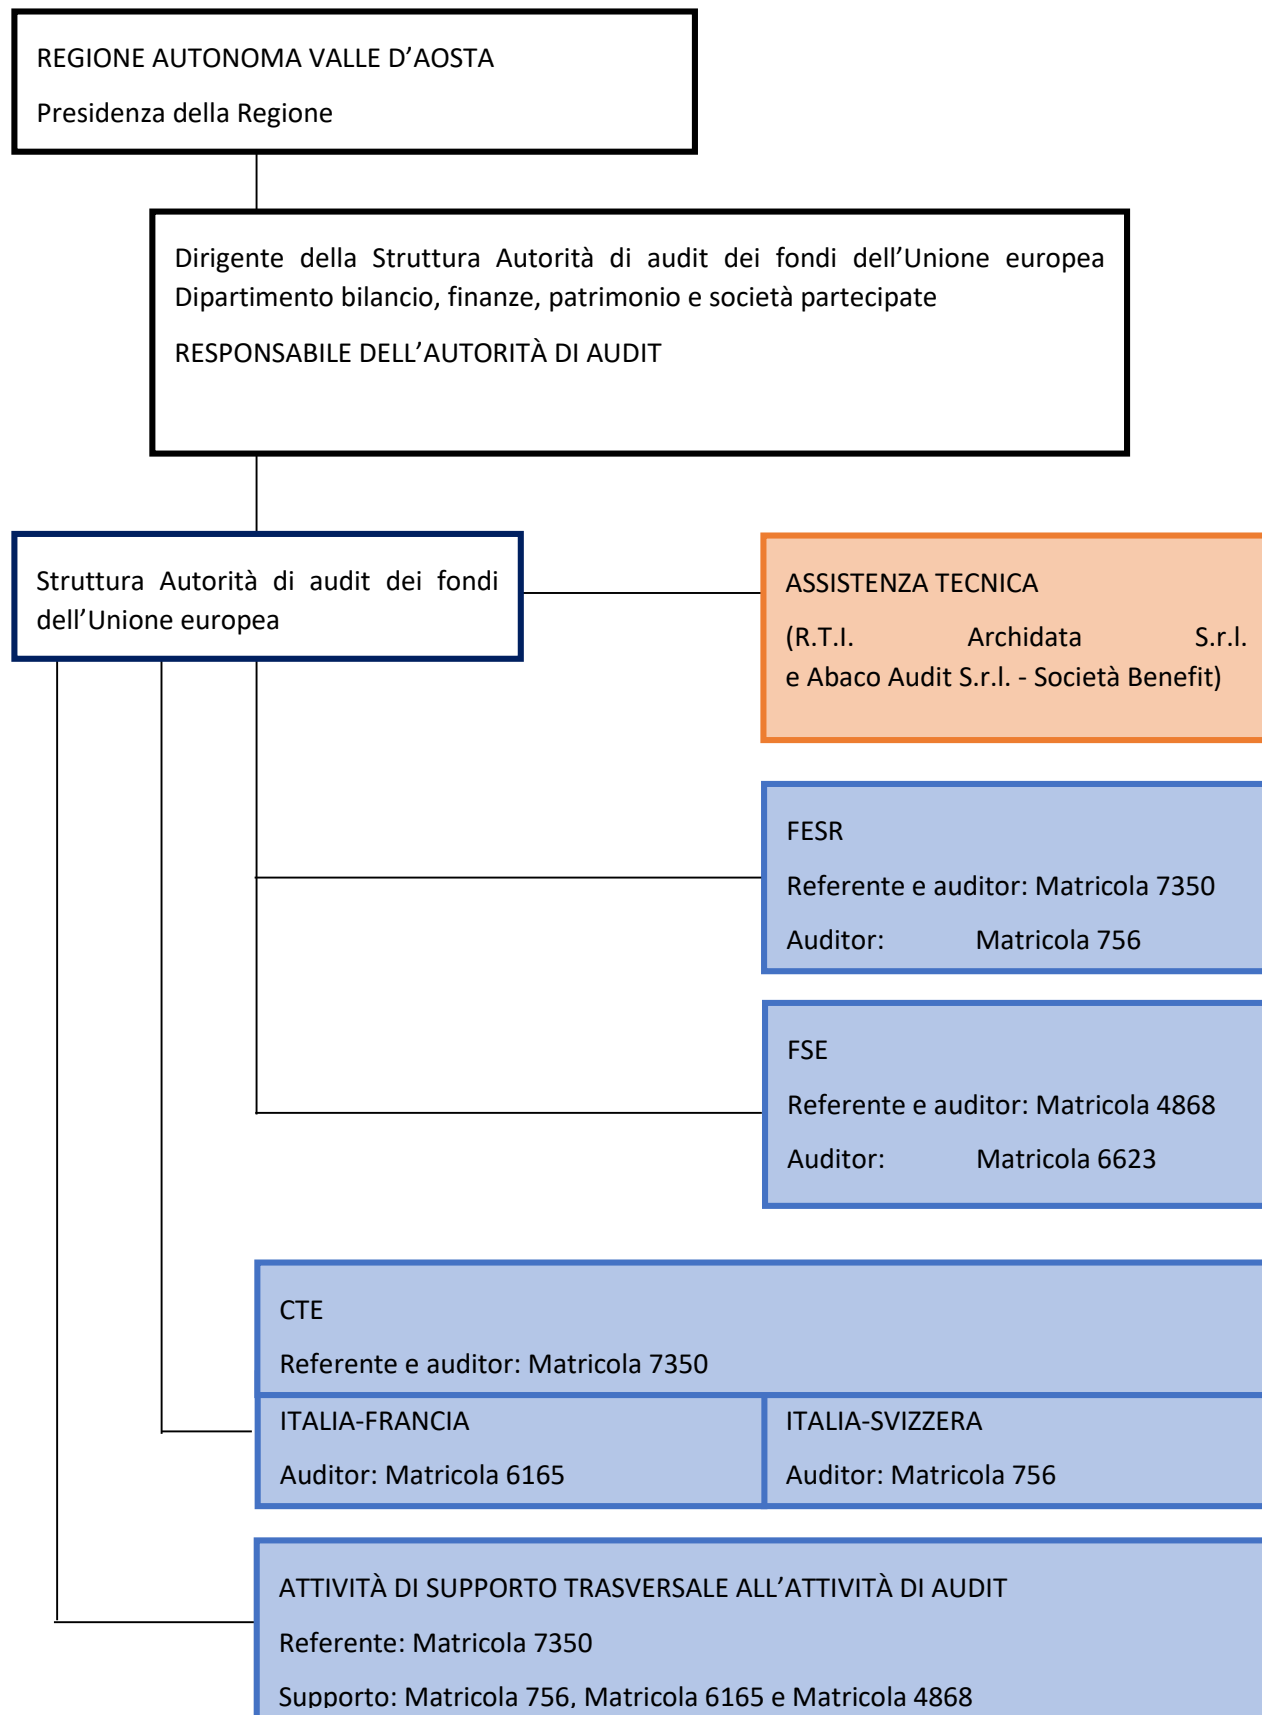 REGIONE AUTONOMA VALLE D’AOSTA
Presidenza della Regione
Dirigente della Struttura Autorità di audit dei fondi dell’Unione europea
Dipartimento bilancio, finanze, patrimonio e società partecipate
RESPONSABILE DELL’AUTORITÀ DI AUDIT
Struttura Autorità di audit dei fondi
dell’Unione europea
ASSISTENZA TECNICA
(R.T.I. Archidata S.r.l.
e Abaco Audit S.r.l. - Società Benefit)
FESR
Referente e auditor: Matricola 7350
Auditor: Matricola 756
FSE
Referente e auditor: Matricola 4868
Auditor: Matricola 6623
CTE
Referente e auditor: Matricola 7350
ITALIA-FRANCIA
Auditor: Matricola 6165
ITALIA-SVIZZERA
Auditor: Matricola 756
ATTIVITÀ DI SUPPORTO TRASVERSALE ALL’ATTIVITÀ DI AUDIT
Referente: Matricola 7350
Supporto: Matricola 756, Matricola 6165 e Matricola 4868